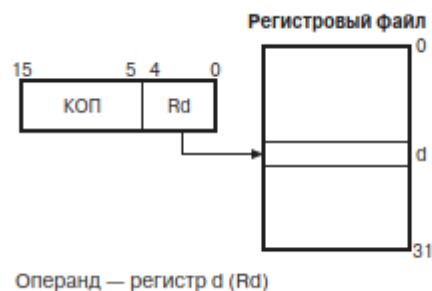 Регистровый файл
0
15 5 4 0
КОП Rd
d
31
Операнд — регистр d (Rd)